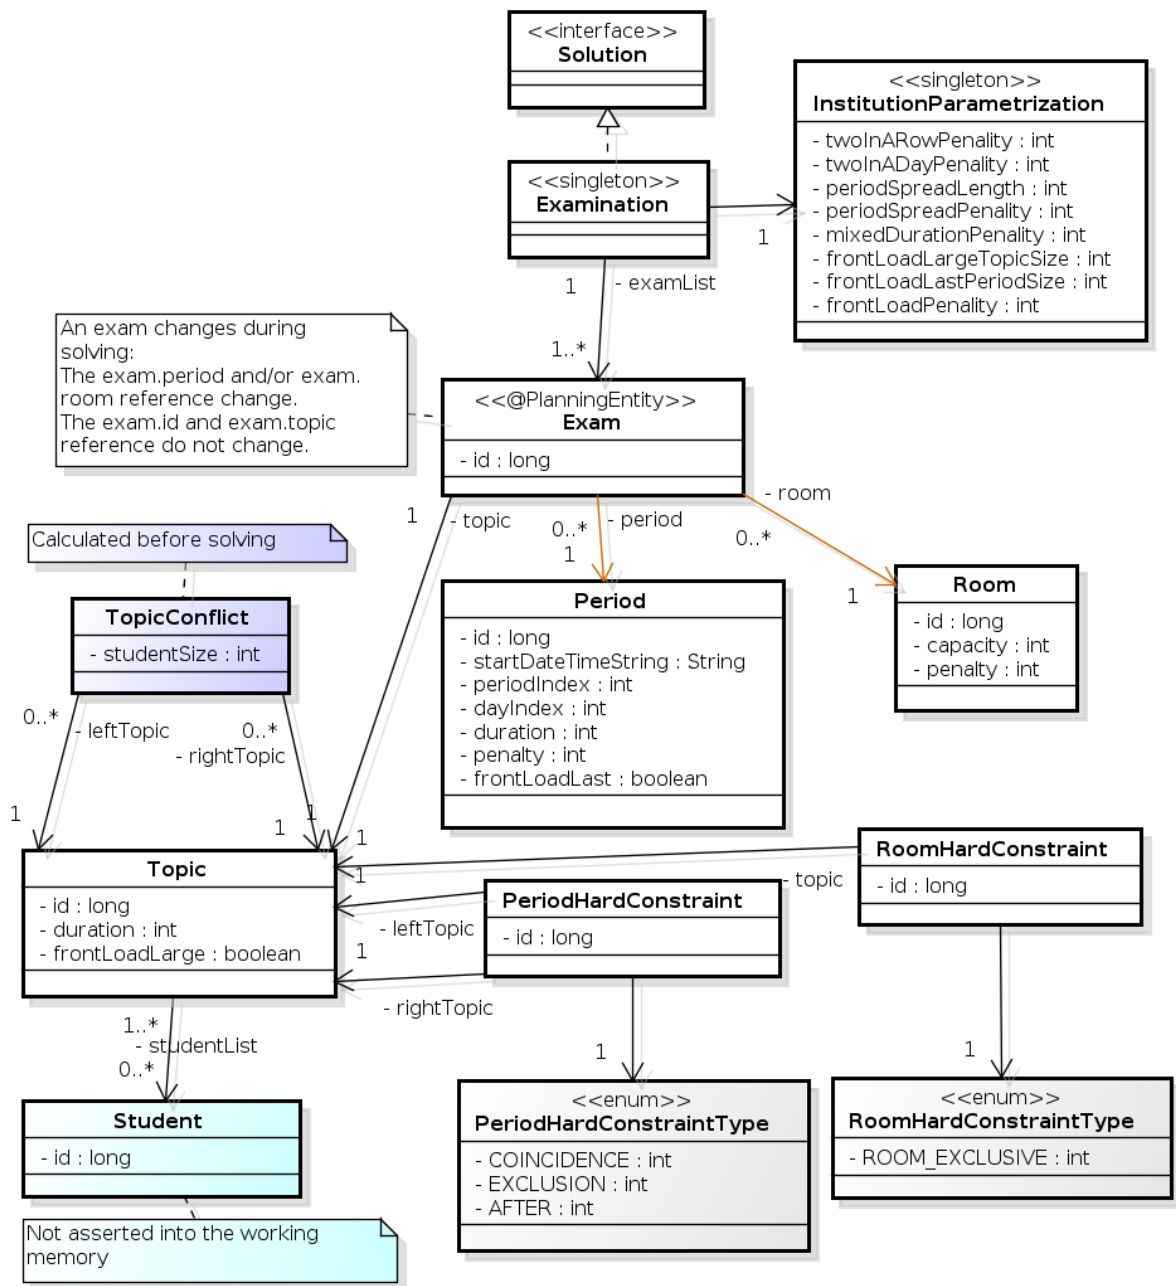 <<interface>>
Solution
<<singleton>>
InstitutionParametrization
- twoInARowPenality : int
- twoInADayPenality : int
- periodSpreadLength : int
- periodSpreadPenality : int
- mixedDurationPenality : int
- frontLoadLargeTopicSize : int
- frontLoadLastPeriodSize : int
- frontLoadPenality : int
<<singleton>>
Examination
1
1
- examList
1..*
An exam changes during
solving:
The exam.period and/or exam.
room reference change.
The exam.id and exam.topic
reference do not change.
<<@PlanningEntity>>
Exam
- id : long
1
- topic
0..*
- period
1
- room
0..*
1
Calculated before solving
TopicConflict
- studentSize : int
0..*
- leftTopic
0..*
- rightTopic
1
1
1
1
Period
- id : long
- startDateTimeString : String
- periodIndex : int
- dayIndex : int
- duration : int
- penalty : int
- frontLoadLast : boolean
Room
- id : long
- capacity : int
- penalty : int
Topic
- id : long
- duration : int
- frontLoadLarge : boolean
1
- leftTopic
1
- rightTopic
- topic
PeriodHardConstraint
- id : long
RoomHardConstraint
- id : long
1..*
- studentList
0..*
1
1
Student
- id : long
Not asserted into the working
memory
<<enum>>
PeriodHardConstraintType
- COINCIDENCE : int
- EXCLUSION : int
- AFTER : int
<<enum>>
RoomHardConstraintType
- ROOM_EXCLUSIVE : int